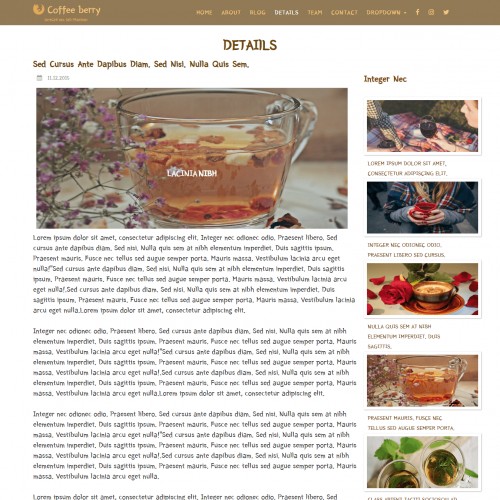 Coffee berry
HOME ABOUT BLOG DETAILS TEAM CONTACT DROPDOWN
DETAIILS
Sed Cursus Ante Dapibus Diam, Sed Nisi, Nulla Quis Sem,
11.12.2015
LACINIA NIBH
Lorem ipsum dolor sit amet, consectetur adipiscing elit, Integer nec odionec odio, Praesent libero, Sed
cursus ante dapibus diam, Sed nisi, Nulla quis sem at nibh elementum imperdiet, Duis sagittis ipsum,
Praesent mauris, Fusce nec tellus sed augue semper porta, Mauris massa, Vestibulum lacinia arcu eget
nulla!"Sed cursus ante dapibus diam, Sed nisi, Nulla quis sem at nibh elementum imperdiet, Duis sagittis
ipsum, Praesent mauris, Fusce nec tellus sed augue semper porta, Mauris massa, Vestibulum lacinia arcu
eget nulla!,Sed cursus ante dapibus diam, Sed nisi, Nulla quis sem at nibh elementum imperdiet, Duis
sagittis ipsum, Praesent mauris, Fusce nec tellus sed augue semper porta, Mauris massa, Vestibulum lacinia
arcu eget nulla.Lorem ipsum dolor sit amet, consectetur adipiscing elit,
Integer nec odionec odio, Praesent libero, Sed cursus ante dapibus diam, Sed nisi, Nulla quis sem at nibh
elementum imperdiet, Duis sagittis ipsum, Praesent mauris, Fusce nec tellus sed augue semper porta, Mauris
massa, Vestibulum lacinia arcu eget nulla!"Sed cursus ante dapibus diam, Sed nisi, Nulla quis sem at nibh
elementum imperdiet, Duis sagittis ipsum, Praesent mauris, Fusce nec tellus sed augue semper porta, Mauris
massa, Vestibulum lacinia arcu eget nulla!,Sed cursus ante dapibus diam, Sed nisi, Nulla quis sem at nibh
elementum imperdiet, Duis sagittis ipsum, Praesent mauris, Fusce nec tellus sed augue semper porta, Mauris
massa, Vestibulum lacinia arcu eget nulla,Lorem ipsum dolor sit amet, consectetur adipiscing elit,
Integer nec odionec odio, Praesent libero, Sed cursus ante dapibus diam, Sed nisi, Nulla quis sem at nibh
elementum imperdiet, Duis sagittis ipsum, Praesent mauris, Fusce nec tellus sed augue semper porta, Mauris
massa, Vestibulum lacinia arcu eget nulla!"Sed cursus ante dapibus diam, Sed nisi, Nulla quis sem at nibh
elementum imperdiet, Duis sagittis ipsum, Praesent mauris, Fusce nec tellus sed augue semper porta, Mauris
massa, Vestibulum lacinia arcu eget nulla!,Sed cursus ante dapibus diam, Sed nisi, Nulla quis sem at nibh
elementum imperdiet, Duis sagittis ipsum, Praesent mauris, Fusce nec tellus sed augue semper porta, Mauris
massa, Vestibulum lacinia arcu eget nulla,
Lorem ipsum dolor sit amet, consectetur adipiscing elit, Integer nec odionec odio, Praesent libero, Sed
Integer Nec
LOREM IPSUM DOLOR SIT AMET,
CONSECTETUR ADIPISCING ELIT,
INTEGER NEC ODIONEC ODIO,
PRAESENT LIBERO SED CURSUS,
NULLA QUIS SEM AT NIBH
ELEMENTUM IMPERDIET, DUIS
SAGITTIS,
PRAESENT MAURIS, FUSCE NEC
TELLUS SED AUGUE SEMPER PORTA,